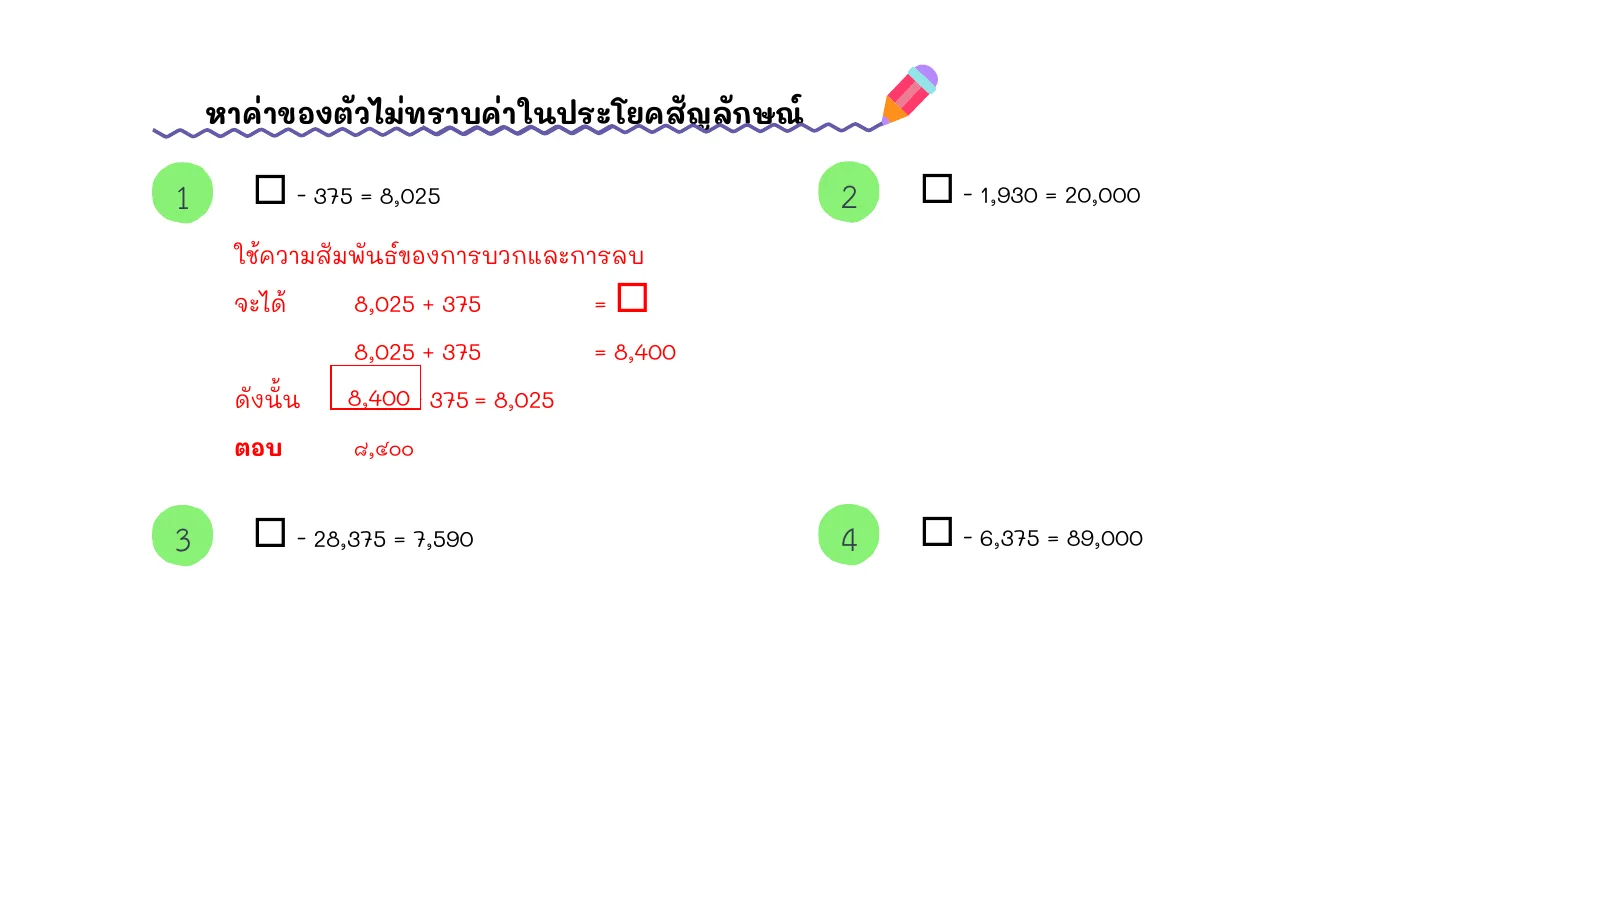 หาค่าของตัวไม่ทราบค่าในประโยคสัญลักษณ์
1 □ - 375 = 8,025
ใช้ความสัมพันธ์ของการบวกและการลบ
จะได้ 8,025 + 375 = □
8,025 + 375 = 8,400
ดังนั้น 8,400 375 = 8,025
ตอบ ๘,๔๐๐
2 □ - 1,930 = 20,000
3 □ - 28,375 = 7,590
4 □ - 6,375 = 89,000